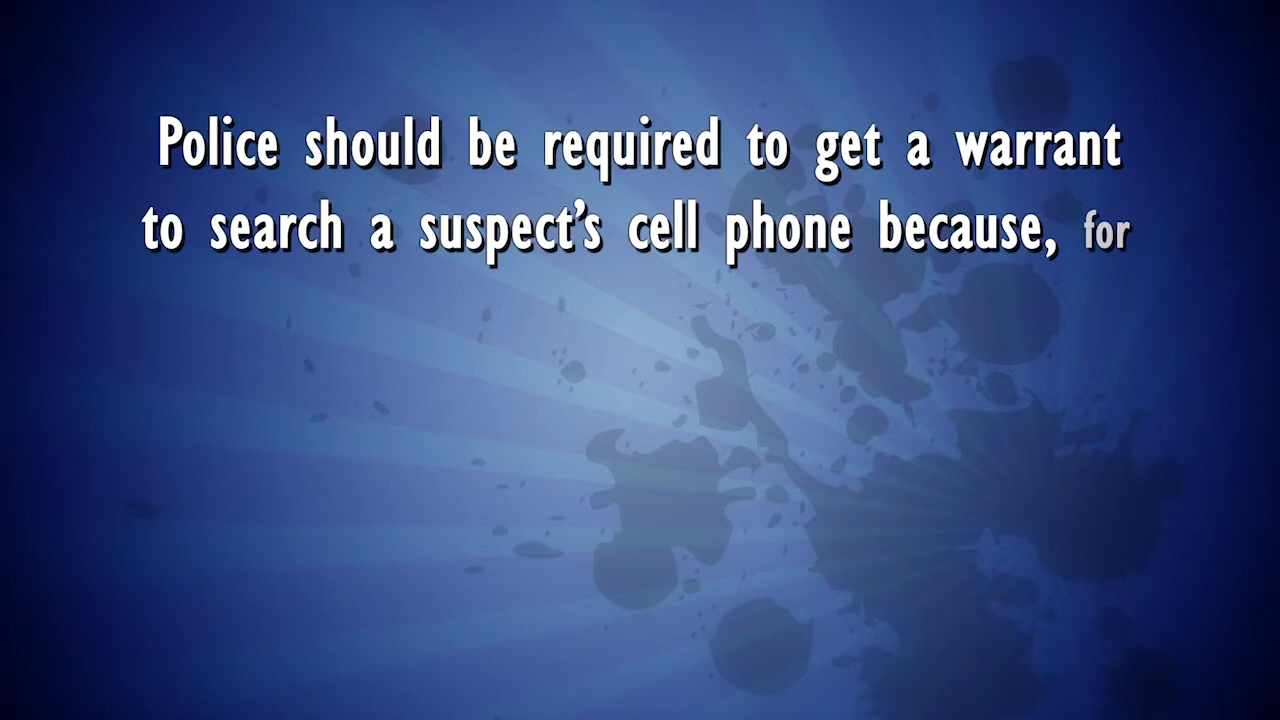 Police should be required to get a warrant
to search a suspect’s cell phone because, for